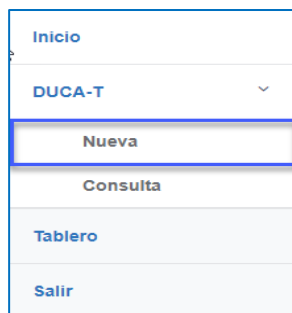 Inicio
DUCA-T
Nueva
Consulta
Tablero
Salir